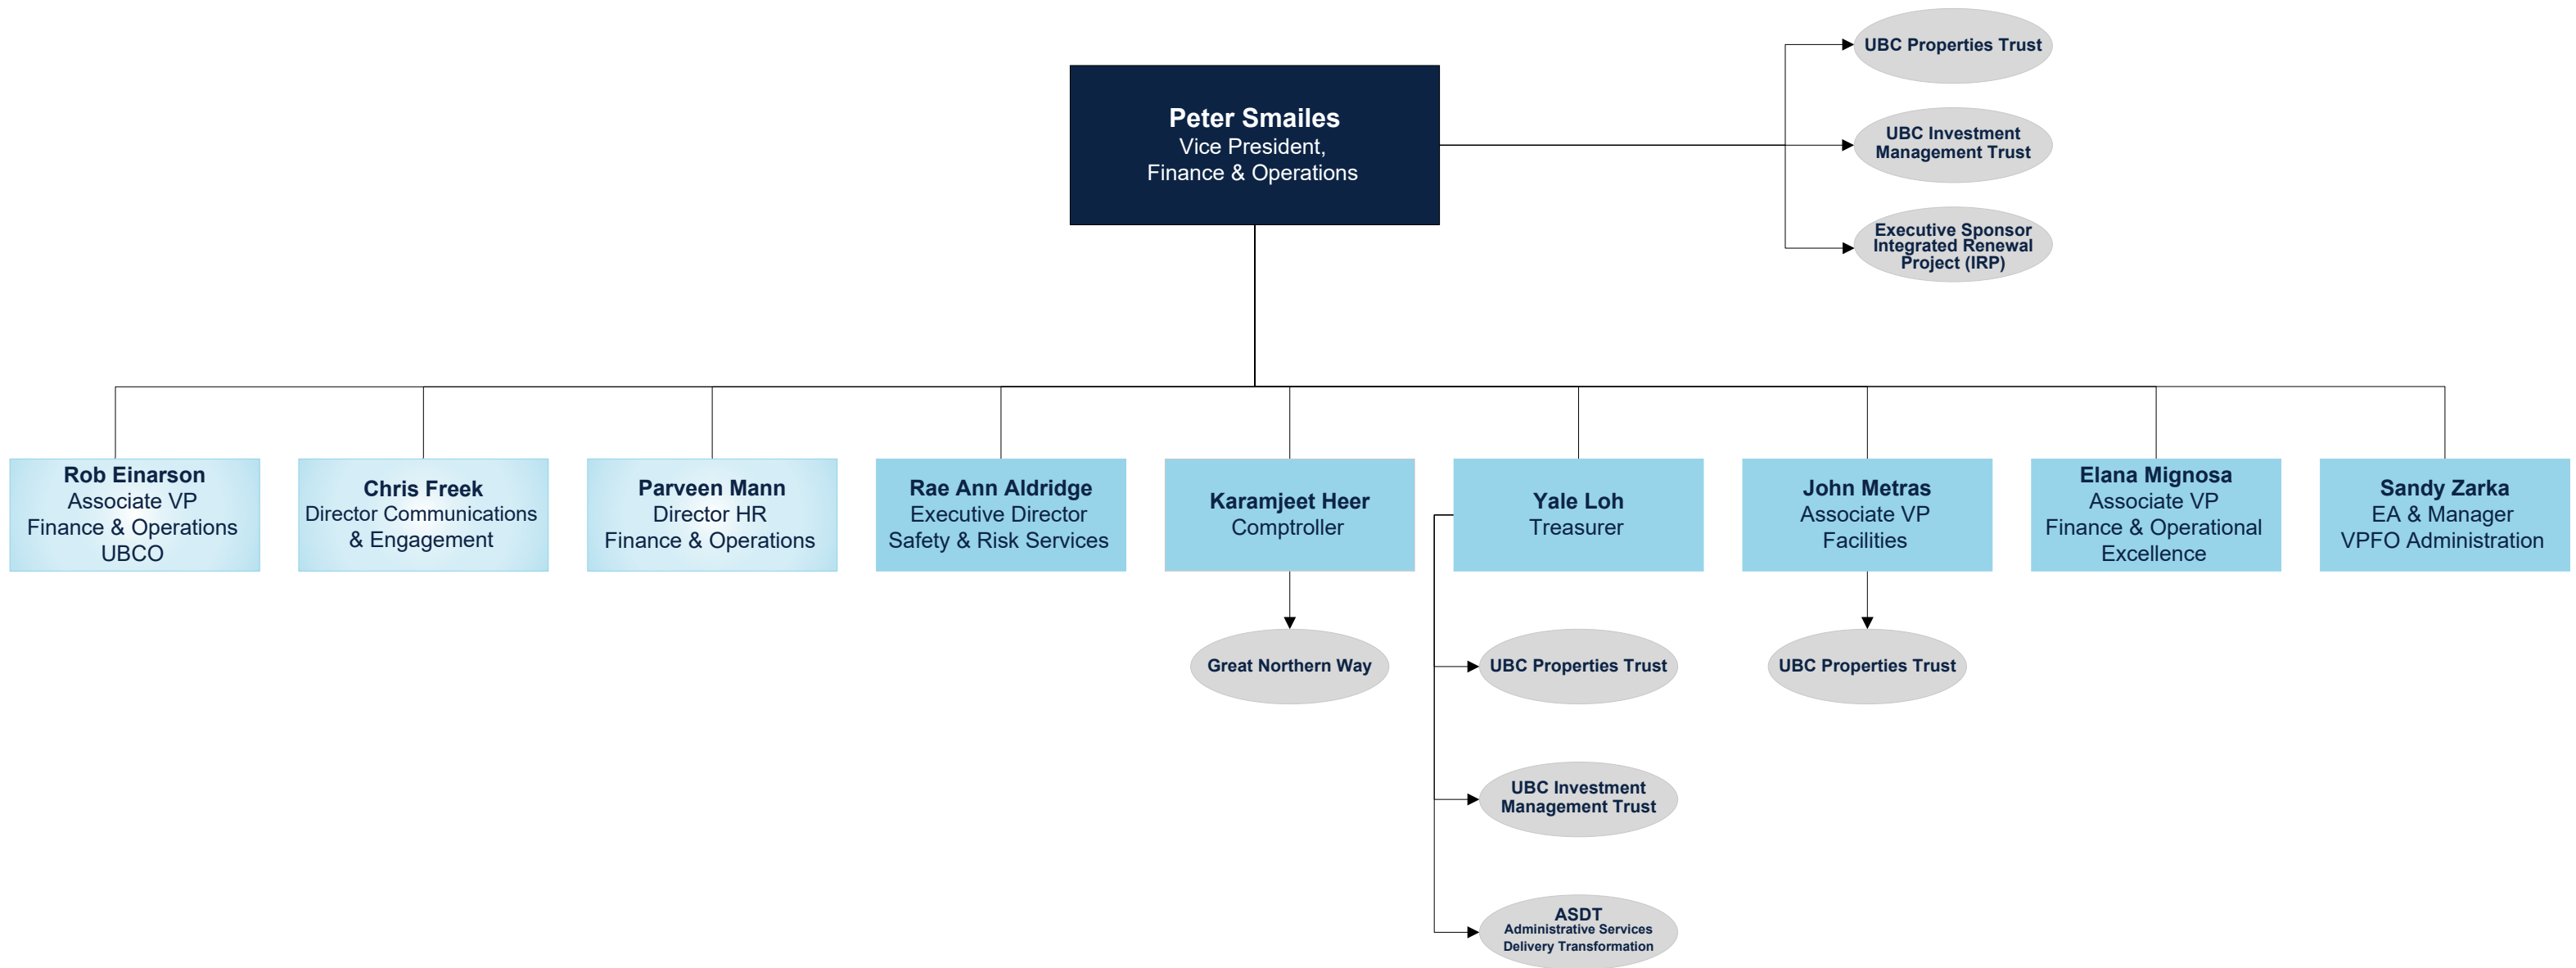 UBC Properties Trust
Peter Smailes
Vice President,
Finance & Operations
UBC Investment
Management Trust
Executive Sponsor
Integrated Renewal
Project (IRP)
Rob Einarson
Associate VP
Finance & Operations
UBCO
Chris Freek
Director Communications
& Engagement
Parveen Mann
Director HR
Finance & Operations
Rae Ann Aldridge
Executive Director
Safety & Risk Services
Karamjeet Heer
Comptroller
Yale Loh
Treasurer
John Metras
Associate VP
Facilities
Elana Mignosa
Associate VP
Finance & Operational
Excellence
Sandy Zarka
EA & Manager
VPFO Administration
Great Northern Way
UBC Properties Trust
UBC Properties Trust
UBC Investment
Management Trust
ASDT
Administrative Services
Delivery Transformation